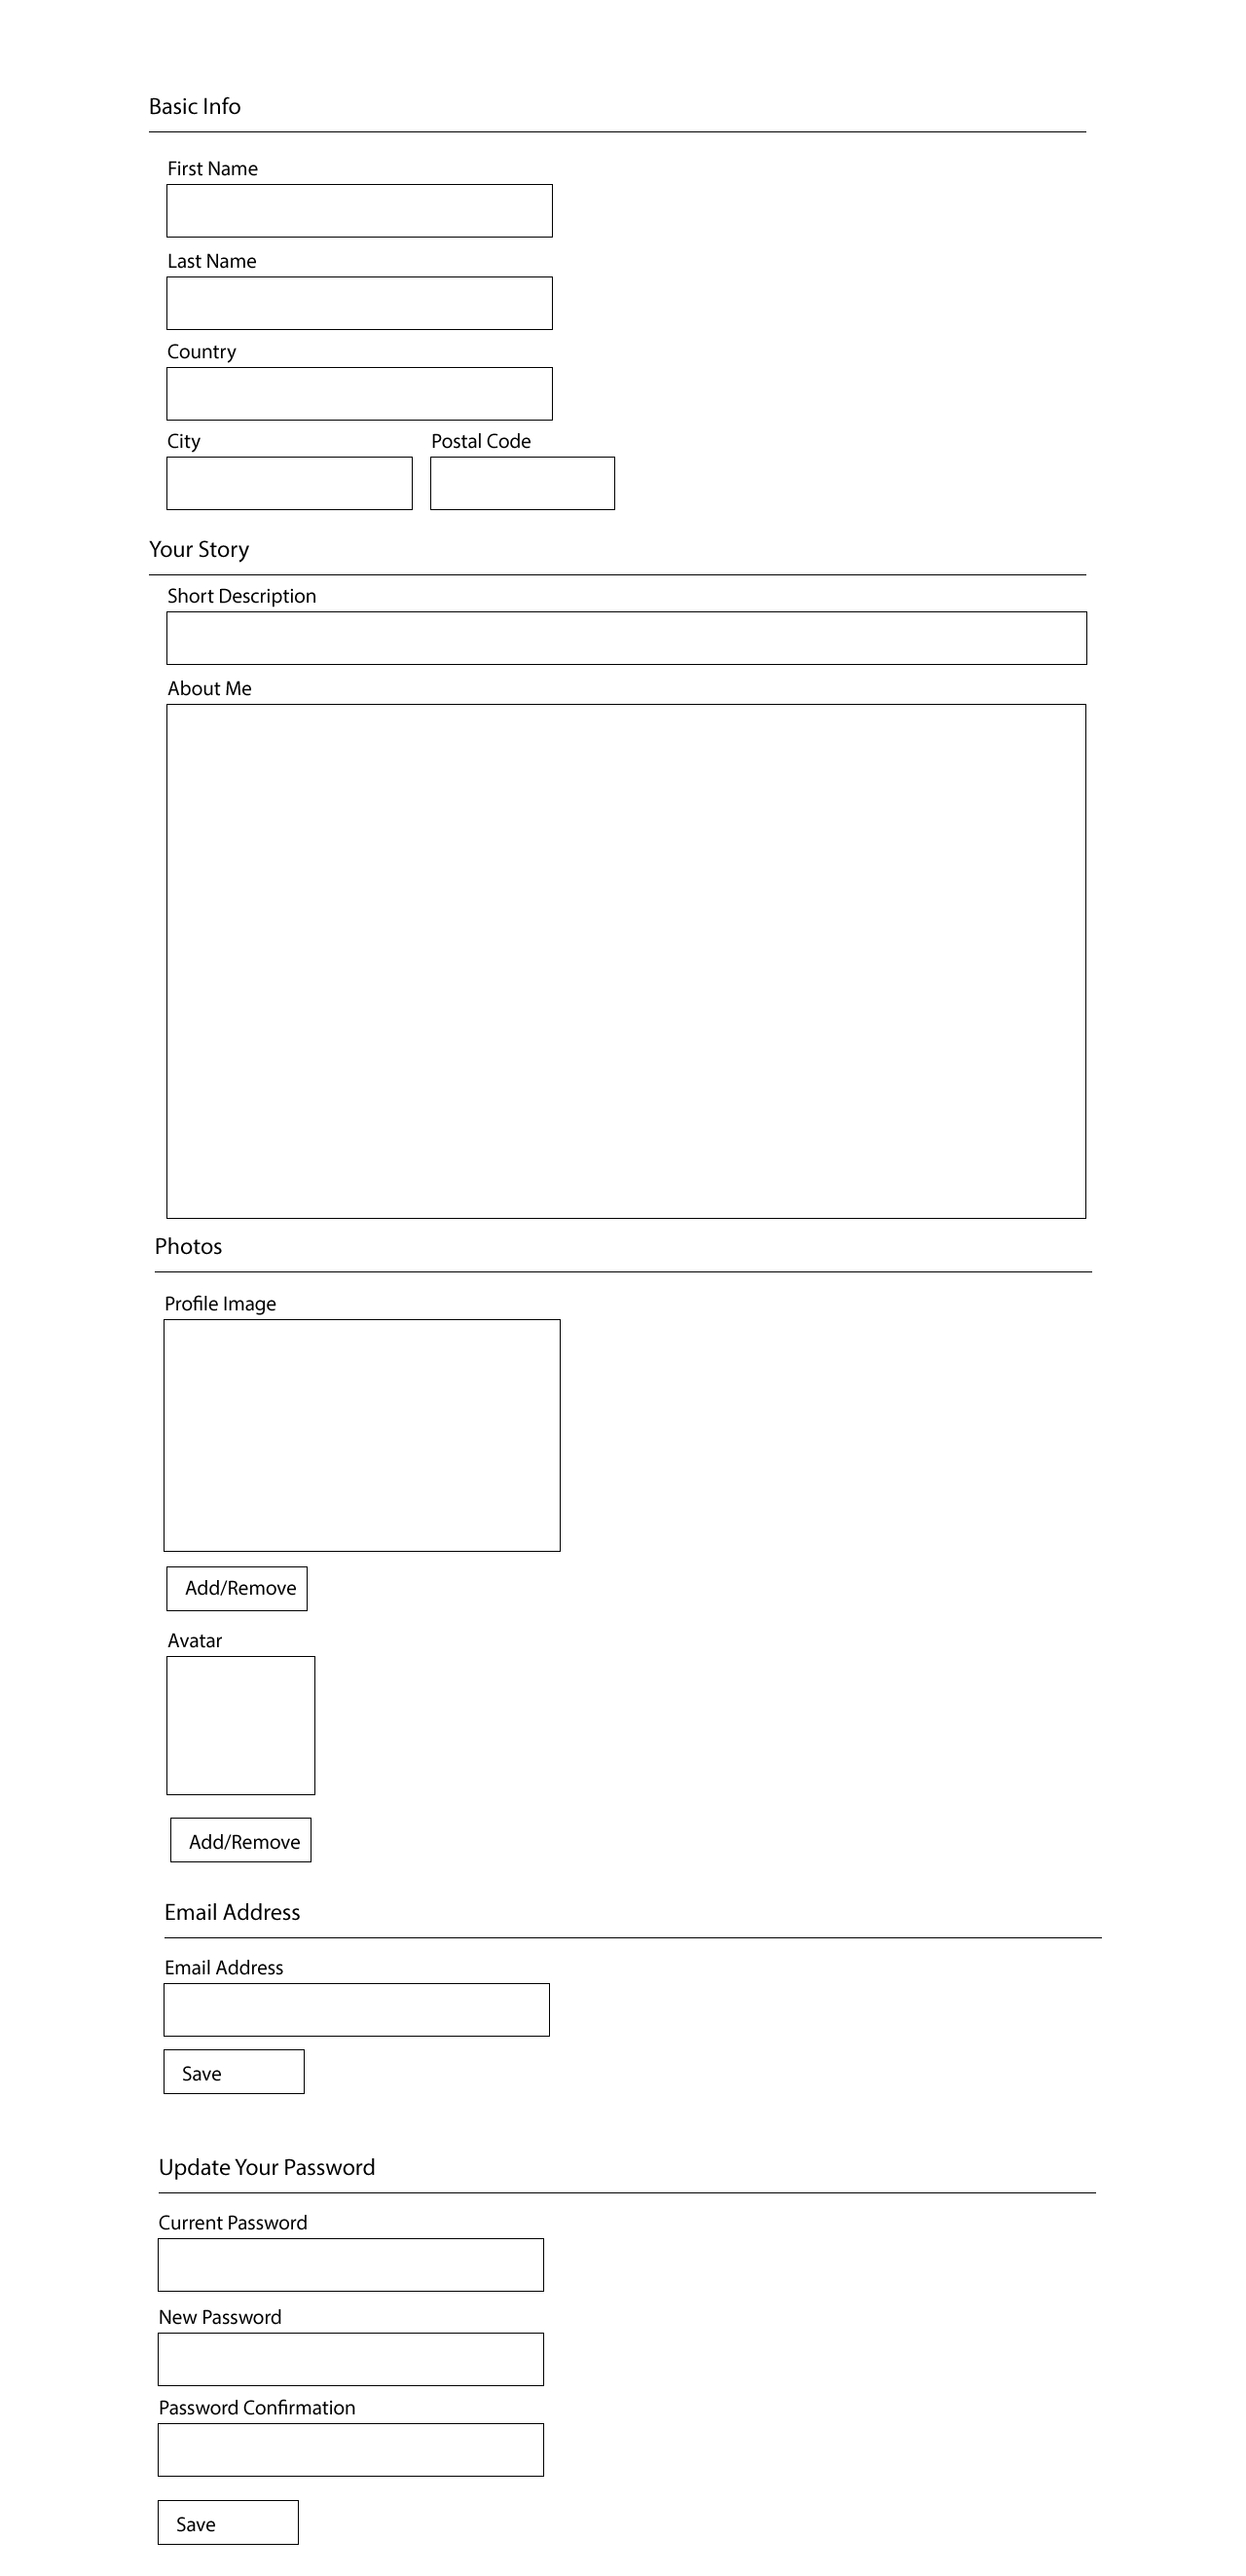 Basic Info
First Name
Last Name
Country
City Postal Code
Your Story
Short Description
About Me
Photos
Profile Image
Add/Remove
Avatar
Add/Remove
Email Address
Email Address
Save
Update Your Password
Current Password
New Password
Password Confirmation
Save